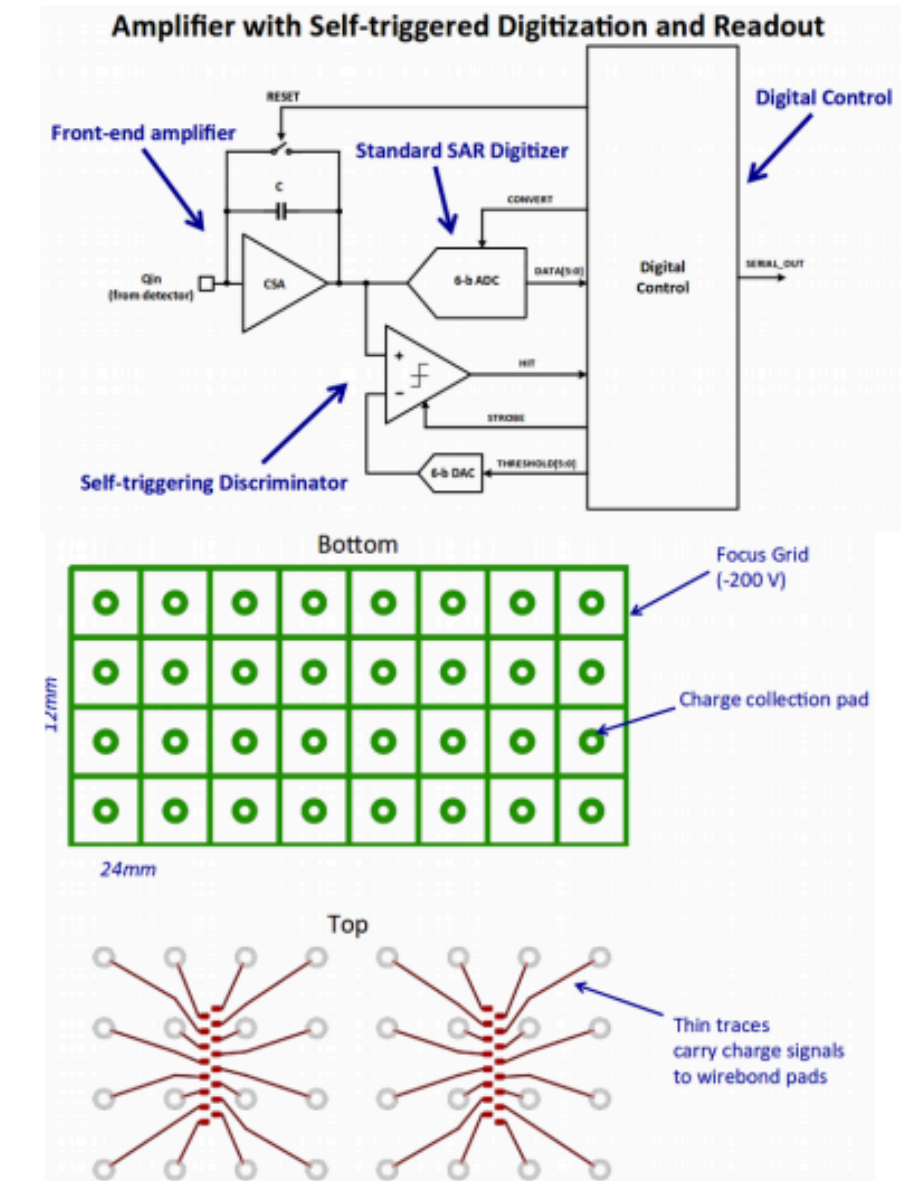 Amplifier with Self-triggered Digitization and Readout
RESET
Digital Control
Front-end amplifier
Standard SAR Digitizer
C
CONVERT
Qin
(from detector)
CSA
6-b ADC
DATA[5:0]
Digital
Control
SERIAL_OUT
+
HIT
−
STROBE
Self-triggering Discriminator
6-b DAC
THRESHOLD[5:0]
Bottom
Focus Grid
(-200 V)
12mm
Charge collection pad
24mm
Top
Thin traces
carry charge signals
to wirebond pads